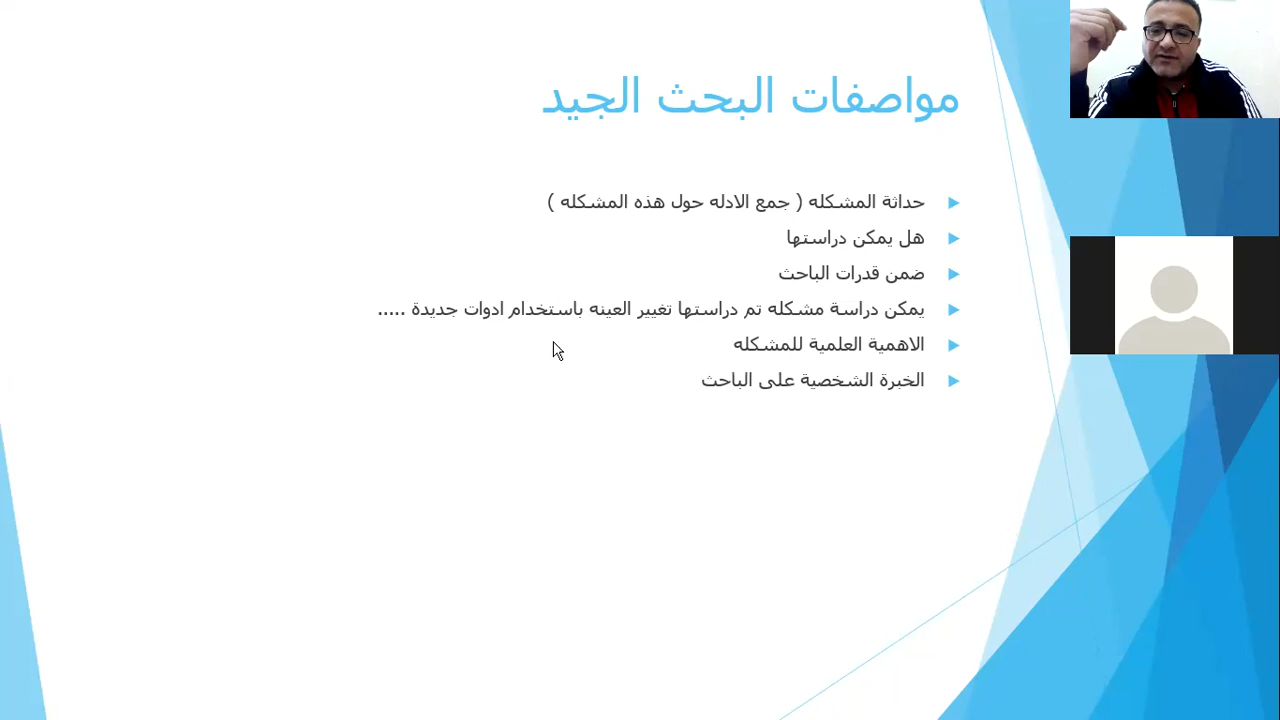 مواصفات البحث الجيد
حداثة المشكله ( جمع الادله حول هذه المشكله )
هل يمكن دراستها
ضمن قدرات الباحث
يمكن دراسة مشكله تم دراستها تغيير العينه باستخدام ادوات جديدة .....
الاهمية العلمية للمشكله
الخبرة الشخصية على الباحث